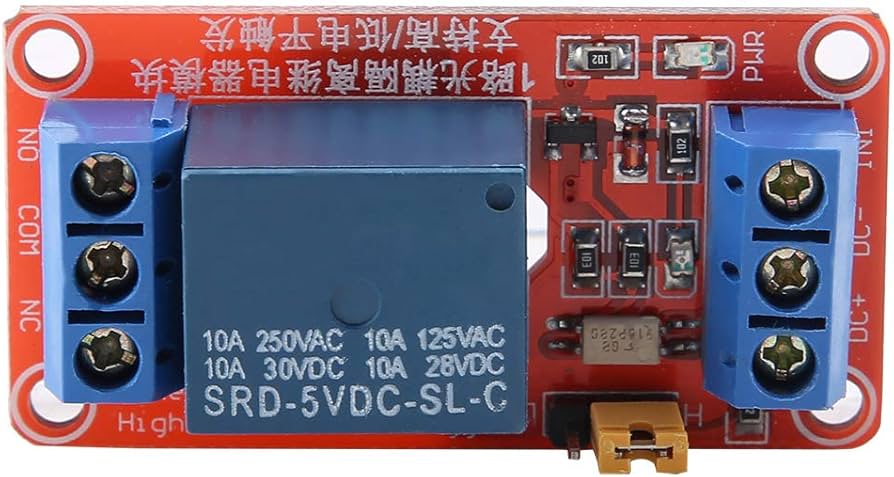 支持高/低电平触发
1路光耦隔离继电器模块
NO
COM
NC
102
PWR
102
IN1
DC-
DC+
103
103
10A 250VAC 10A 125VAC
10A 30VDC 10A 28VDC
SRD-5VDC-SL-C
High
H